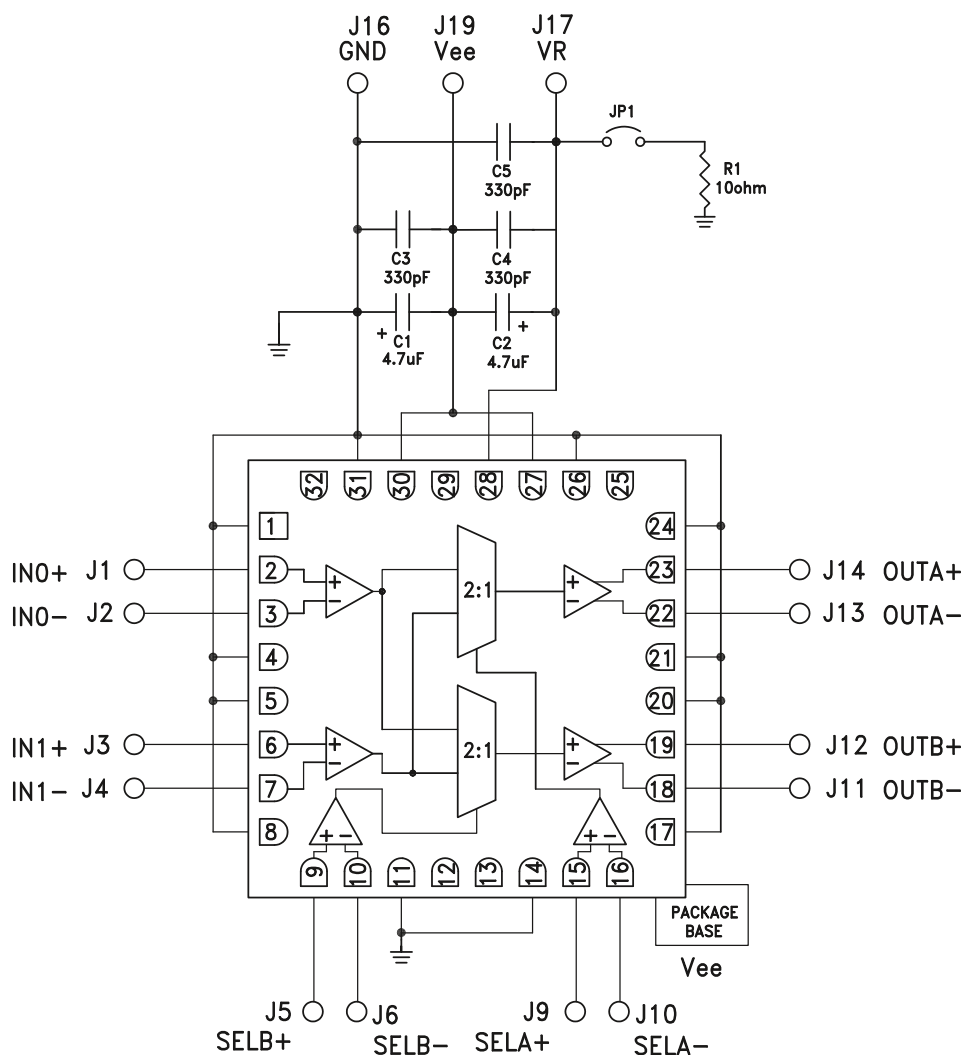 J16 J19 J17
GND Vee VR
JP1
C5
330pF
R1
10ohm
C3
330pF
C4
330pF
+ C1
4.7uF
C2 +
4.7uF
32 31 30 29 28 27 26 25
1 24
IN0+ J1 2 + 2:1 + 23 J14 OUTA+
IN0- J2 3 - - 22 J13 OUTA-
4 21
5 20
IN1+ J3 6 + 2:1 + 19 J12 OUTB+
IN1- J4 7 - - 18 J11 OUTB-
8 + - + - 17
9 10 11 12 13 14 15 16
PACKAGE
BASE
Vee
J5 J6 J9 J10
SELB+ SELB- SELA+ SELA-